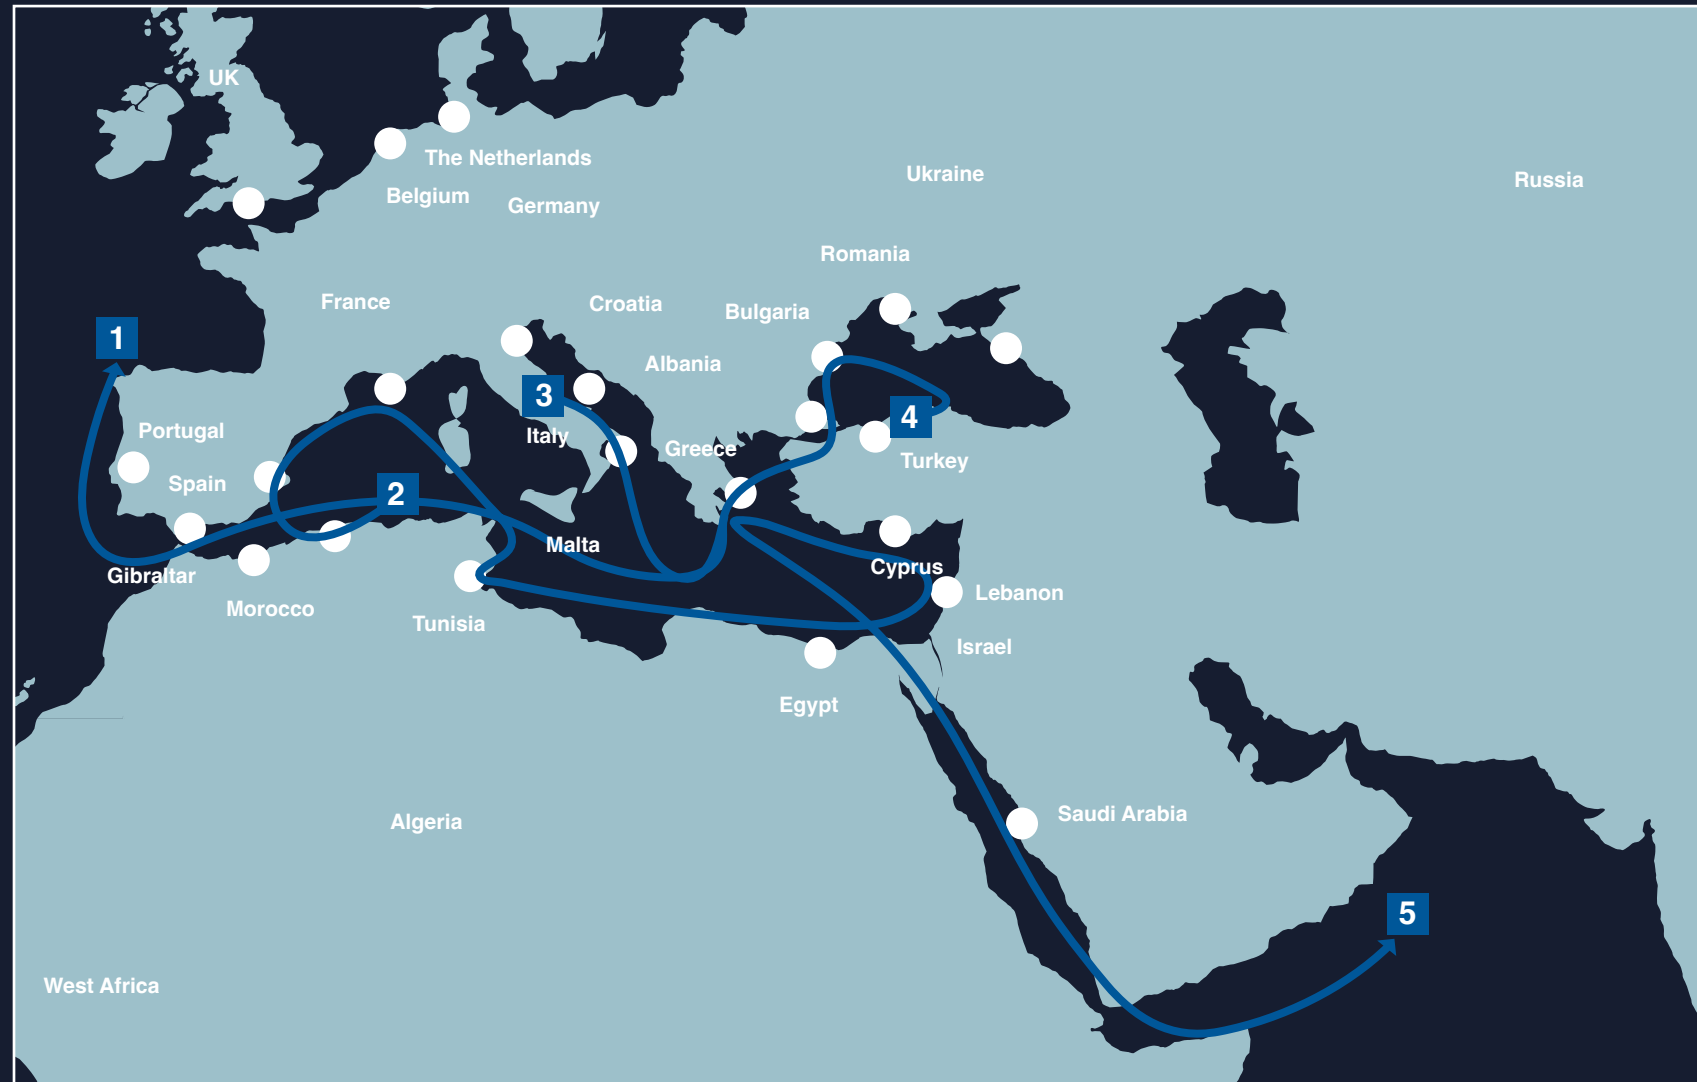 UK
The Netherlands
Ukraine
Russia
Belgium
Germany
Romania
France
Croatia
Bulgaria
1
Albania
3
4
Portugal
Italy
Greece
Turkey
Spain
2
Malta
Cyprus
Gibraltar
Lebanon
Morocco
Tunisia
Israel
Egypt
Saudi Arabia
Algeria
5
West Africa